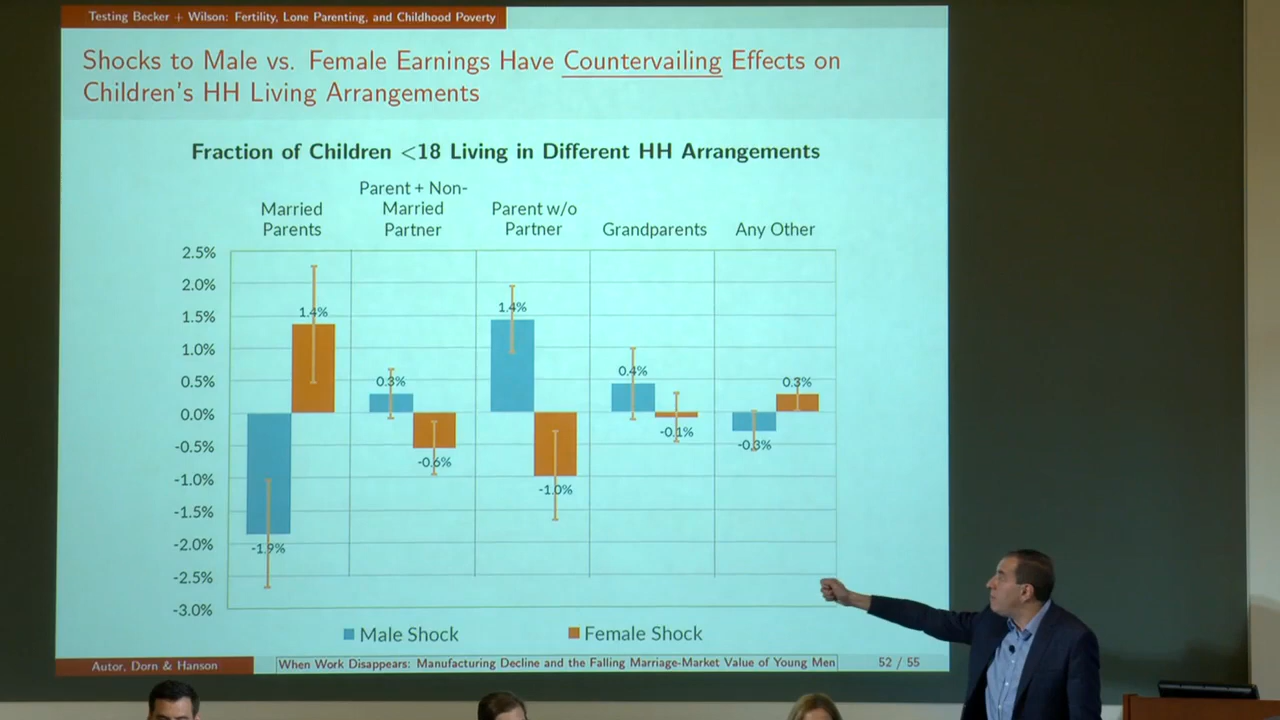 Testing Becker + Wilson: Fertility, Lone Parenting, and Childhood Poverty
Shocks to Male vs. Female Earnings Have Countervailing Effects on
Children's HH Living Arrangements
Fraction of Children <18 Living in Different HH Arrangements
Married
Parents
Parent + Non-
Married
Partner
Parent w/o
Partner
Grandparents
Any Other
2.5%
2.0%
1.5%
1.0%
0.5%
0.0%
-0.5%
-1.0%
-1.5%
-2.0%
-2.5%
-3.0%
-1.9%
1.4%
0.3%
-0.6%
1.4%
-1.0%
0.4%
-0.1%
-0.3%
0.3%
Male Shock
Female Shock
Autor, Dorn & Hanson
When Work Disappears: Manufacturing Decline and the Falling Marriage-Market Value of Young Men
52 / 55